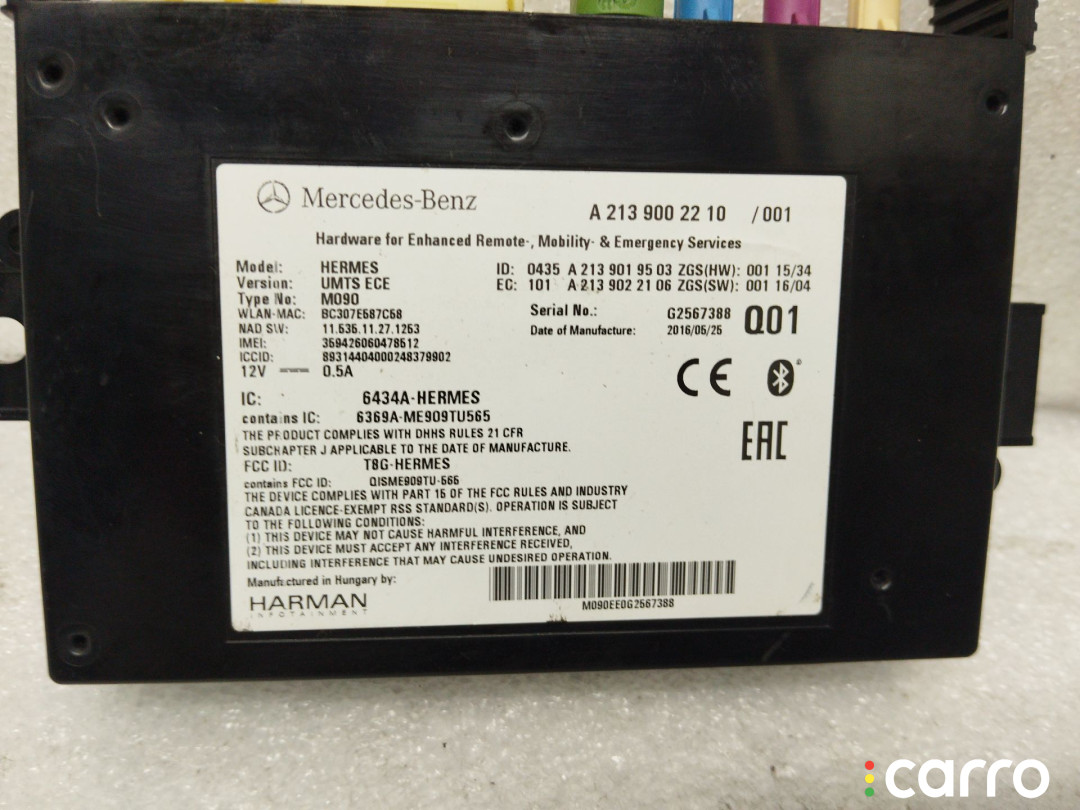 Mercedes-Benz
A 213 900 22 10 /001
Hardware for Enhanced Remote-, Mobility- & Emergency Services
Model: HERMES ID: 0435 A 213 901 95 03 ZGS(HW): 001 15/34
Version: UMTS ECE EC: 101 A 213 902 21 06 ZGS(SW): 001 16/04
Type No: M090
WLAN-MAC: BC307E587C68 Serial No.: G2567388 Q01
NAD SW: 11.535.11.27.1253 Date of Manufacture: 2016/05/25
IMEI: 359426060478512
ICCID: 89314404000248379902
12V 0.5A
CE
IC: 6434A-HERMES
contains IC: 6369A-ME909TU565
THE PRODUCT COMPLIES WITH DHHS RULES 21 CFR
SUBCHAPTER J APPLICABLE TO THE DATE OF MANUFACTURE.
EAC
FCC ID: T8G-HERMES
contains FCC ID: QISME909TU-565
THE DEVICE COMPLIES WITH PART 15 OF THE FCC RULES AND INDUSTRY
CANADA LICENCE-EXEMPT RSS STANDARD(S). OPERATION IS SUBJECT
TO THE FOLLOWING CONDITIONS:
(1) THIS DEVICE MAY NOT CAUSE HARMFUL INTERFERENCE, AND
(2) THIS DEVICE MUST ACCEPT ANY INTERFERENCE RECEIVED,
INCLUDING INTERFERENCE THAT MAY CAUSE UNDESIRED OPERATION.
Manufactured in Hungary by:
HARMAN
INFOTAINMENT
M090EE0G2567388
carro